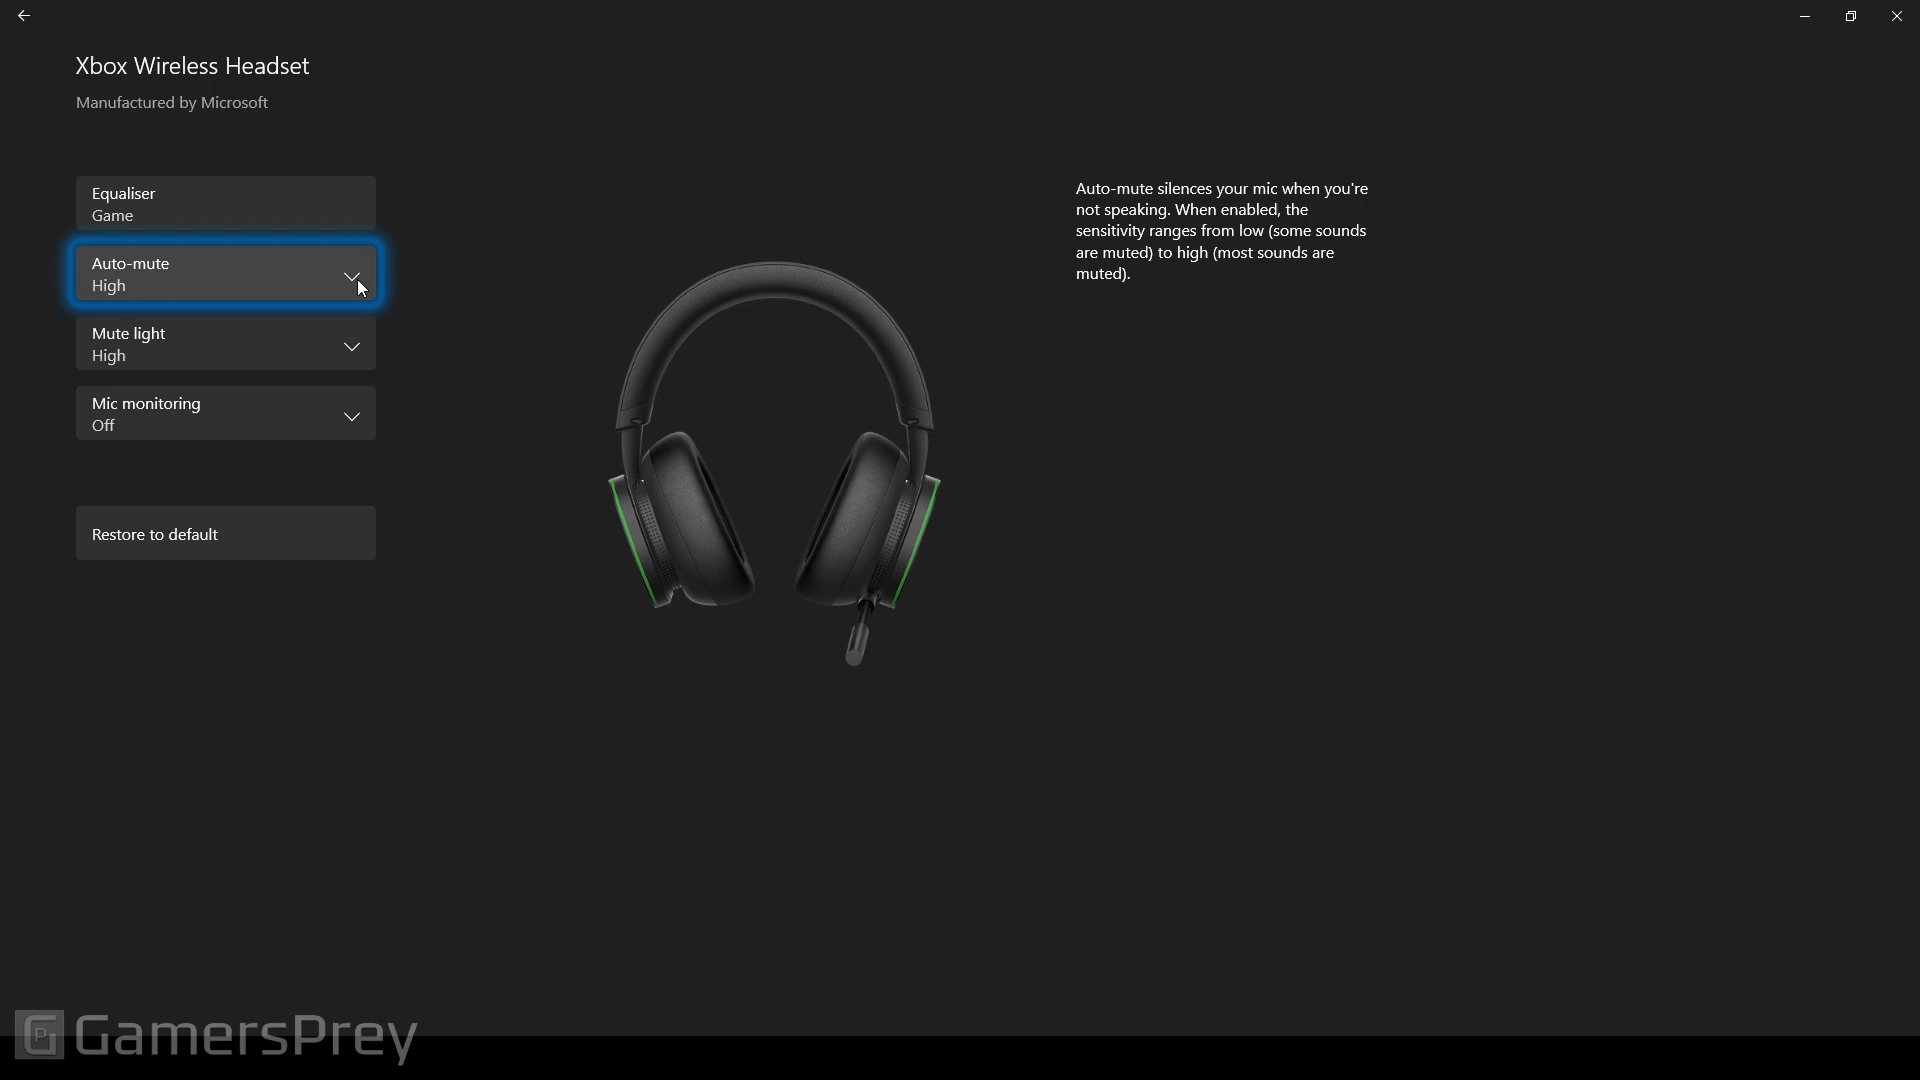 Xbox Wireless Headset
Manufactured by Microsoft
Equaliser
Game
Auto-mute
High
Mute light
High
Mic monitoring
Off
Restore to default
Auto-mute silences your mic when you're
not speaking. When enabled, the
sensitivity ranges from low (some sounds
are muted) to high (most sounds are
muted).
GamersPrey